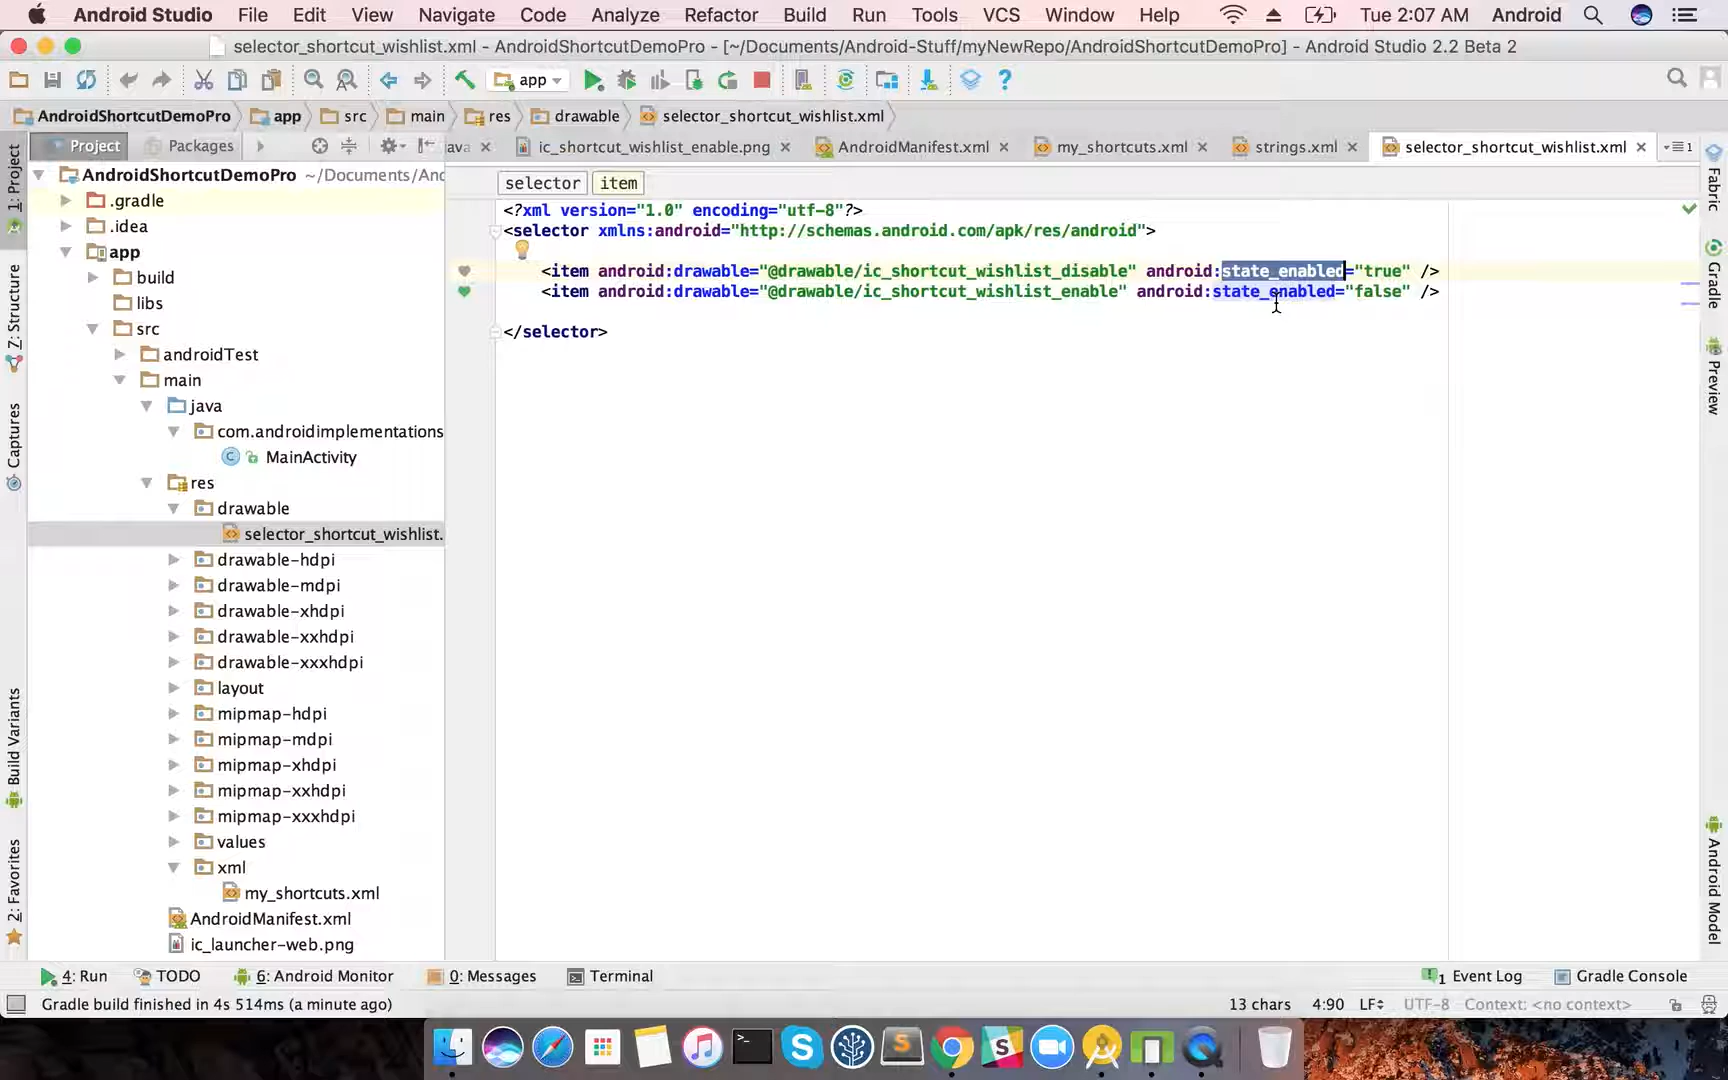 Android Studio File Edit View Navigate Code Analyze Refactor Build Run Tools VCS Window Help Tue 2:07 AM Android
selector_shortcut_wishlist.xml - AndroidShortcutDemoPro - [~/Documents/Android-Stuff/myNewRepo/AndroidShortcutDemoPro] - Android Studio 2.2 Beta 2
app
AndroidShortcutDemoPro app src main res drawable selector_shortcut_wishlist.xml
Project Packages java ic_shortcut_wishlist_enable.png AndroidManifest.xml my_shortcuts.xml strings.xml selector_shortcut_wishlist.xml 1
AndroidShortcutDemoPro ~/Documents/And
.gradle
.idea
app
build
libs
src
androidTest
main
java
com.androidimplementations
MainActivity
res
drawable
selector_shortcut_wishlist.
drawable-hdpi
drawable-mdpi
drawable-xhdpi
drawable-xxhdpi
drawable-xxxhdpi
layout
mipmap-hdpi
mipmap-mdpi
mipmap-xhdpi
mipmap-xxhdpi
mipmap-xxxhdpi
values
xml
my_shortcuts.xml
AndroidManifest.xml
ic_launcher-web.png
selector item
<?xml version="1.0" encoding="utf-8"?>
<selector xmlns:android="http://schemas.android.com/apk/res/android">
<item android:drawable="@drawable/ic_shortcut_wishlist_disable" android:state_enabled="true" />
<item android:drawable="@drawable/ic_shortcut_wishlist_enable" android:state_enabled="false" />
</selector>
1: Project
Z: Structure
Captures
Build Variants
2: Favorites
Fabric
Gradle
Preview
Android Model
4: Run TODO 6: Android Monitor 0: Messages Terminal 1 Event Log Gradle Console
Gradle build finished in 4s 514ms (a minute ago) 13 chars 4:90 LF UTF-8 Context: <no context>